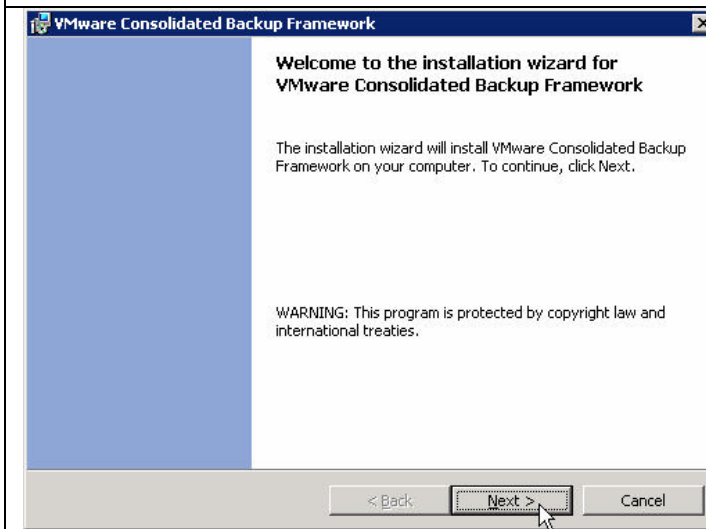 VMware Consolidated Backup Framework
Welcome to the installation wizard for
VMware Consolidated Backup Framework
The installation wizard will install VMware Consolidated Backup
Framework on your computer. To continue, click Next.
WARNING: This program is protected by copyright law and
international treaties.
< Back Next > Cancel